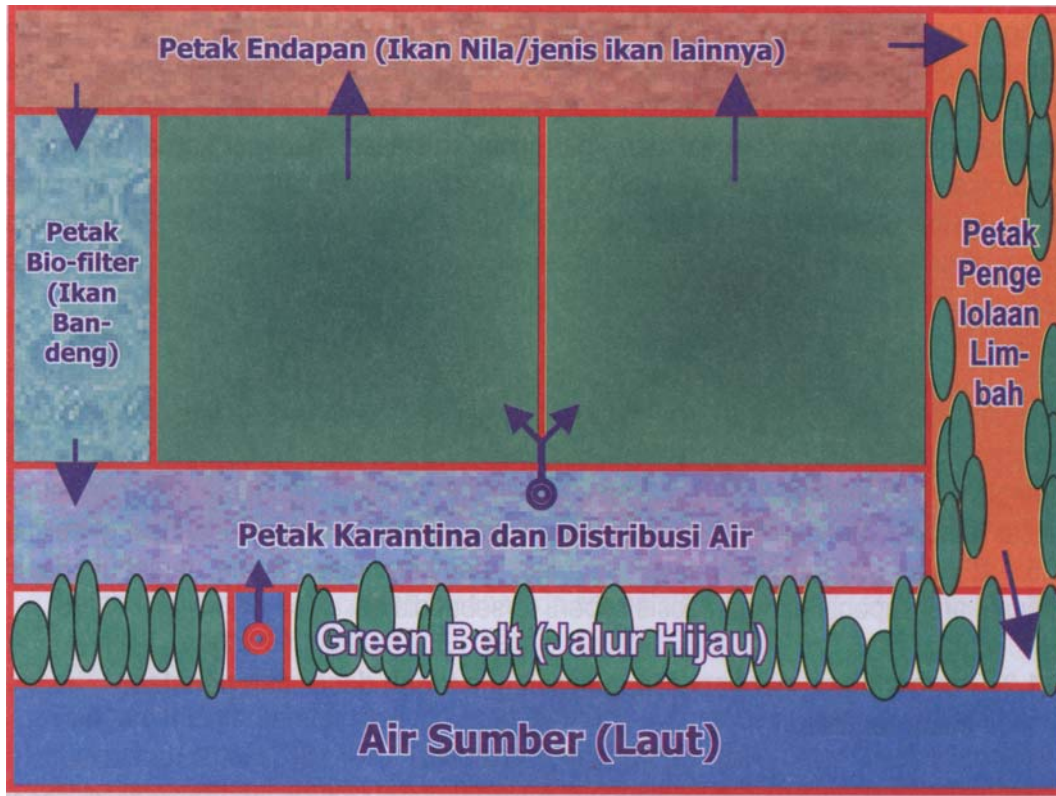 Petak Endapan (Ikan Nila/jenis ikan lainnya)
Petak
Bio-filter
(Ikan
Ban-
deng)
Petak
Penge
lolaan
Lim-
bah
Petak Karantina dan Distribusi Air
Green Belt (Jalur Hijau)
Air Sumber (Laut)